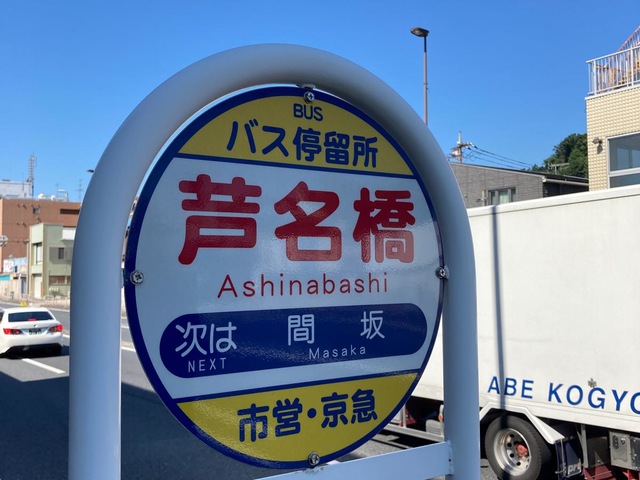 BUS
バス停留所
芦名橋
Ashinabashi
次は 間坂
NEXT Masaka
市営・京急
ABE KOGYO